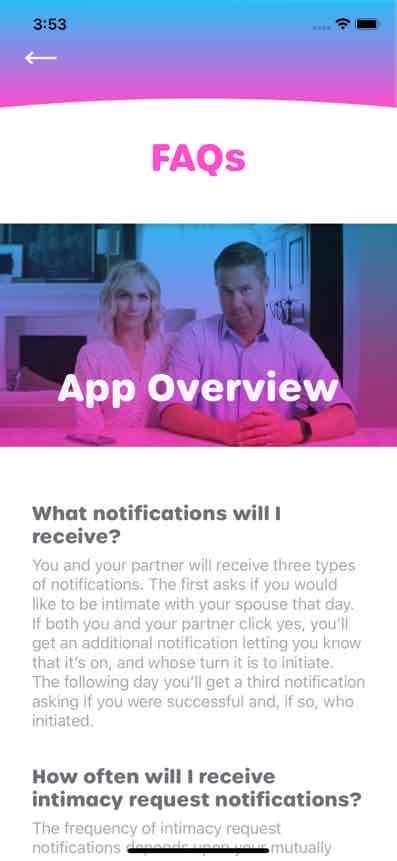 3:53
FAQs
App Overview
What notifications will I
receive?
You and your partner will receive three types
of notifications. The first asks if you would
like to be intimate with your spouse that day.
If both you and your partner click yes, you'll
get an additional notification letting you know
that it's on, and whose turn it is to initiate.
The following day you'll get a third notification
asking if you were successful and, if so, who
initiated.
How often will I receive
intimacy request notifications?
The frequency of intimacy request
notifications depends upon your mutually